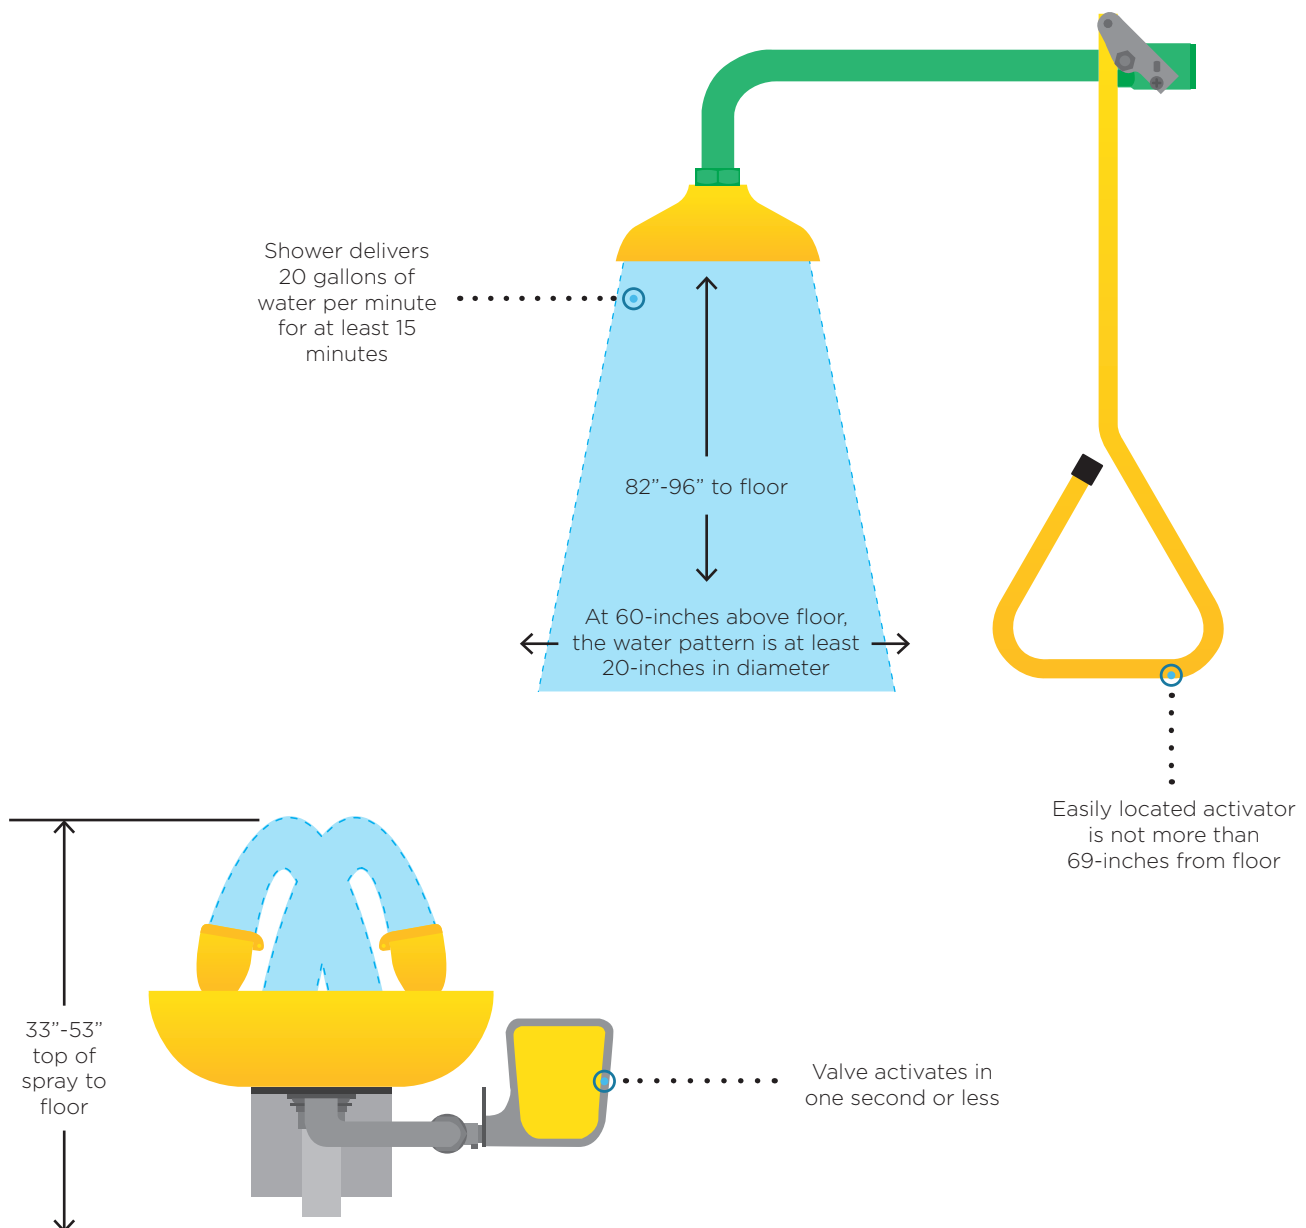 Shower delivers
20 gallons of
water per minute
for at least 15
minutes
82”-96” to floor
At 60-inches above floor,
the water pattern is at least
20-inches in diameter
Easily located activator
is not more than
69-inches from floor
33”-53”
top of
spray to
floor
Valve activates in
one second or less